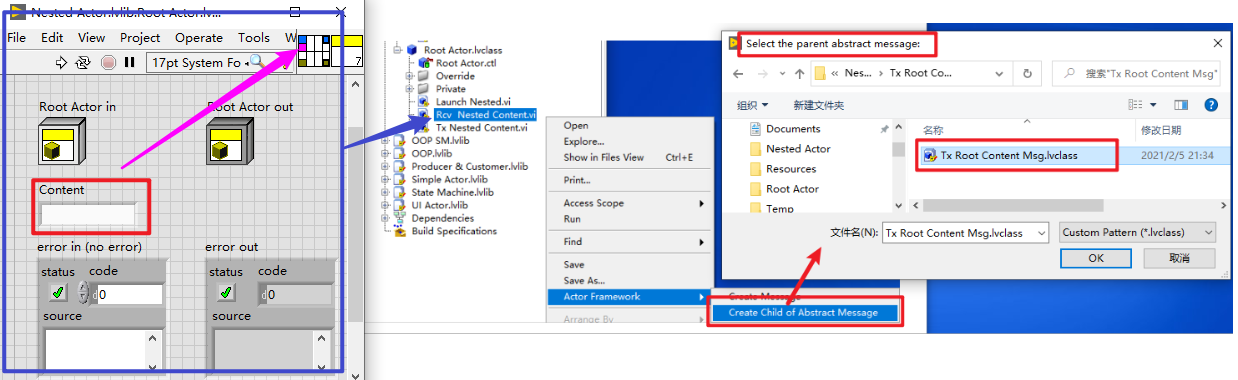 Nested Actor.lvlib:Root Actor.lv...
File Edit View Project Operate Tools W
17pt System Fo
7
Root Actor in
Root Actor out
Content
error in (no error)
error out
status code
d0
source
status code
d0
source
Root Actor.lvclass
Root Actor.ctl
Override
Private
Launch Nested.vi
Rcv Nested Content.vi
Tx Nested Content.vi
OOP SM.lvlib
OOP.lvlib
Producer & Customer.lvlib
Simple Actor.lvlib
State Machine.lvlib
UI Actor.lvlib
Dependencies
Build Specifications
Open
Explore...
Show in Files View Ctrl+E
Print...
Access Scope
Run
Find
Save
Save As...
Actor Framework
Arrange By
Create Message
Create Child of Abstract Message
Select the parent abstract message:
« Nes... › Tx Root Co...
搜索"Tx Root Content Msg"
组织 新建文件夹
Documents
Nested Actor
Resources
Root Actor
Temp
名称 修改日期
Tx Root Content Msg.lvclass 2021/2/5 21:34
文件名(N): Tx Root Content Msg.lvclass Custom Pattern (*.lvclass)
OK 取消